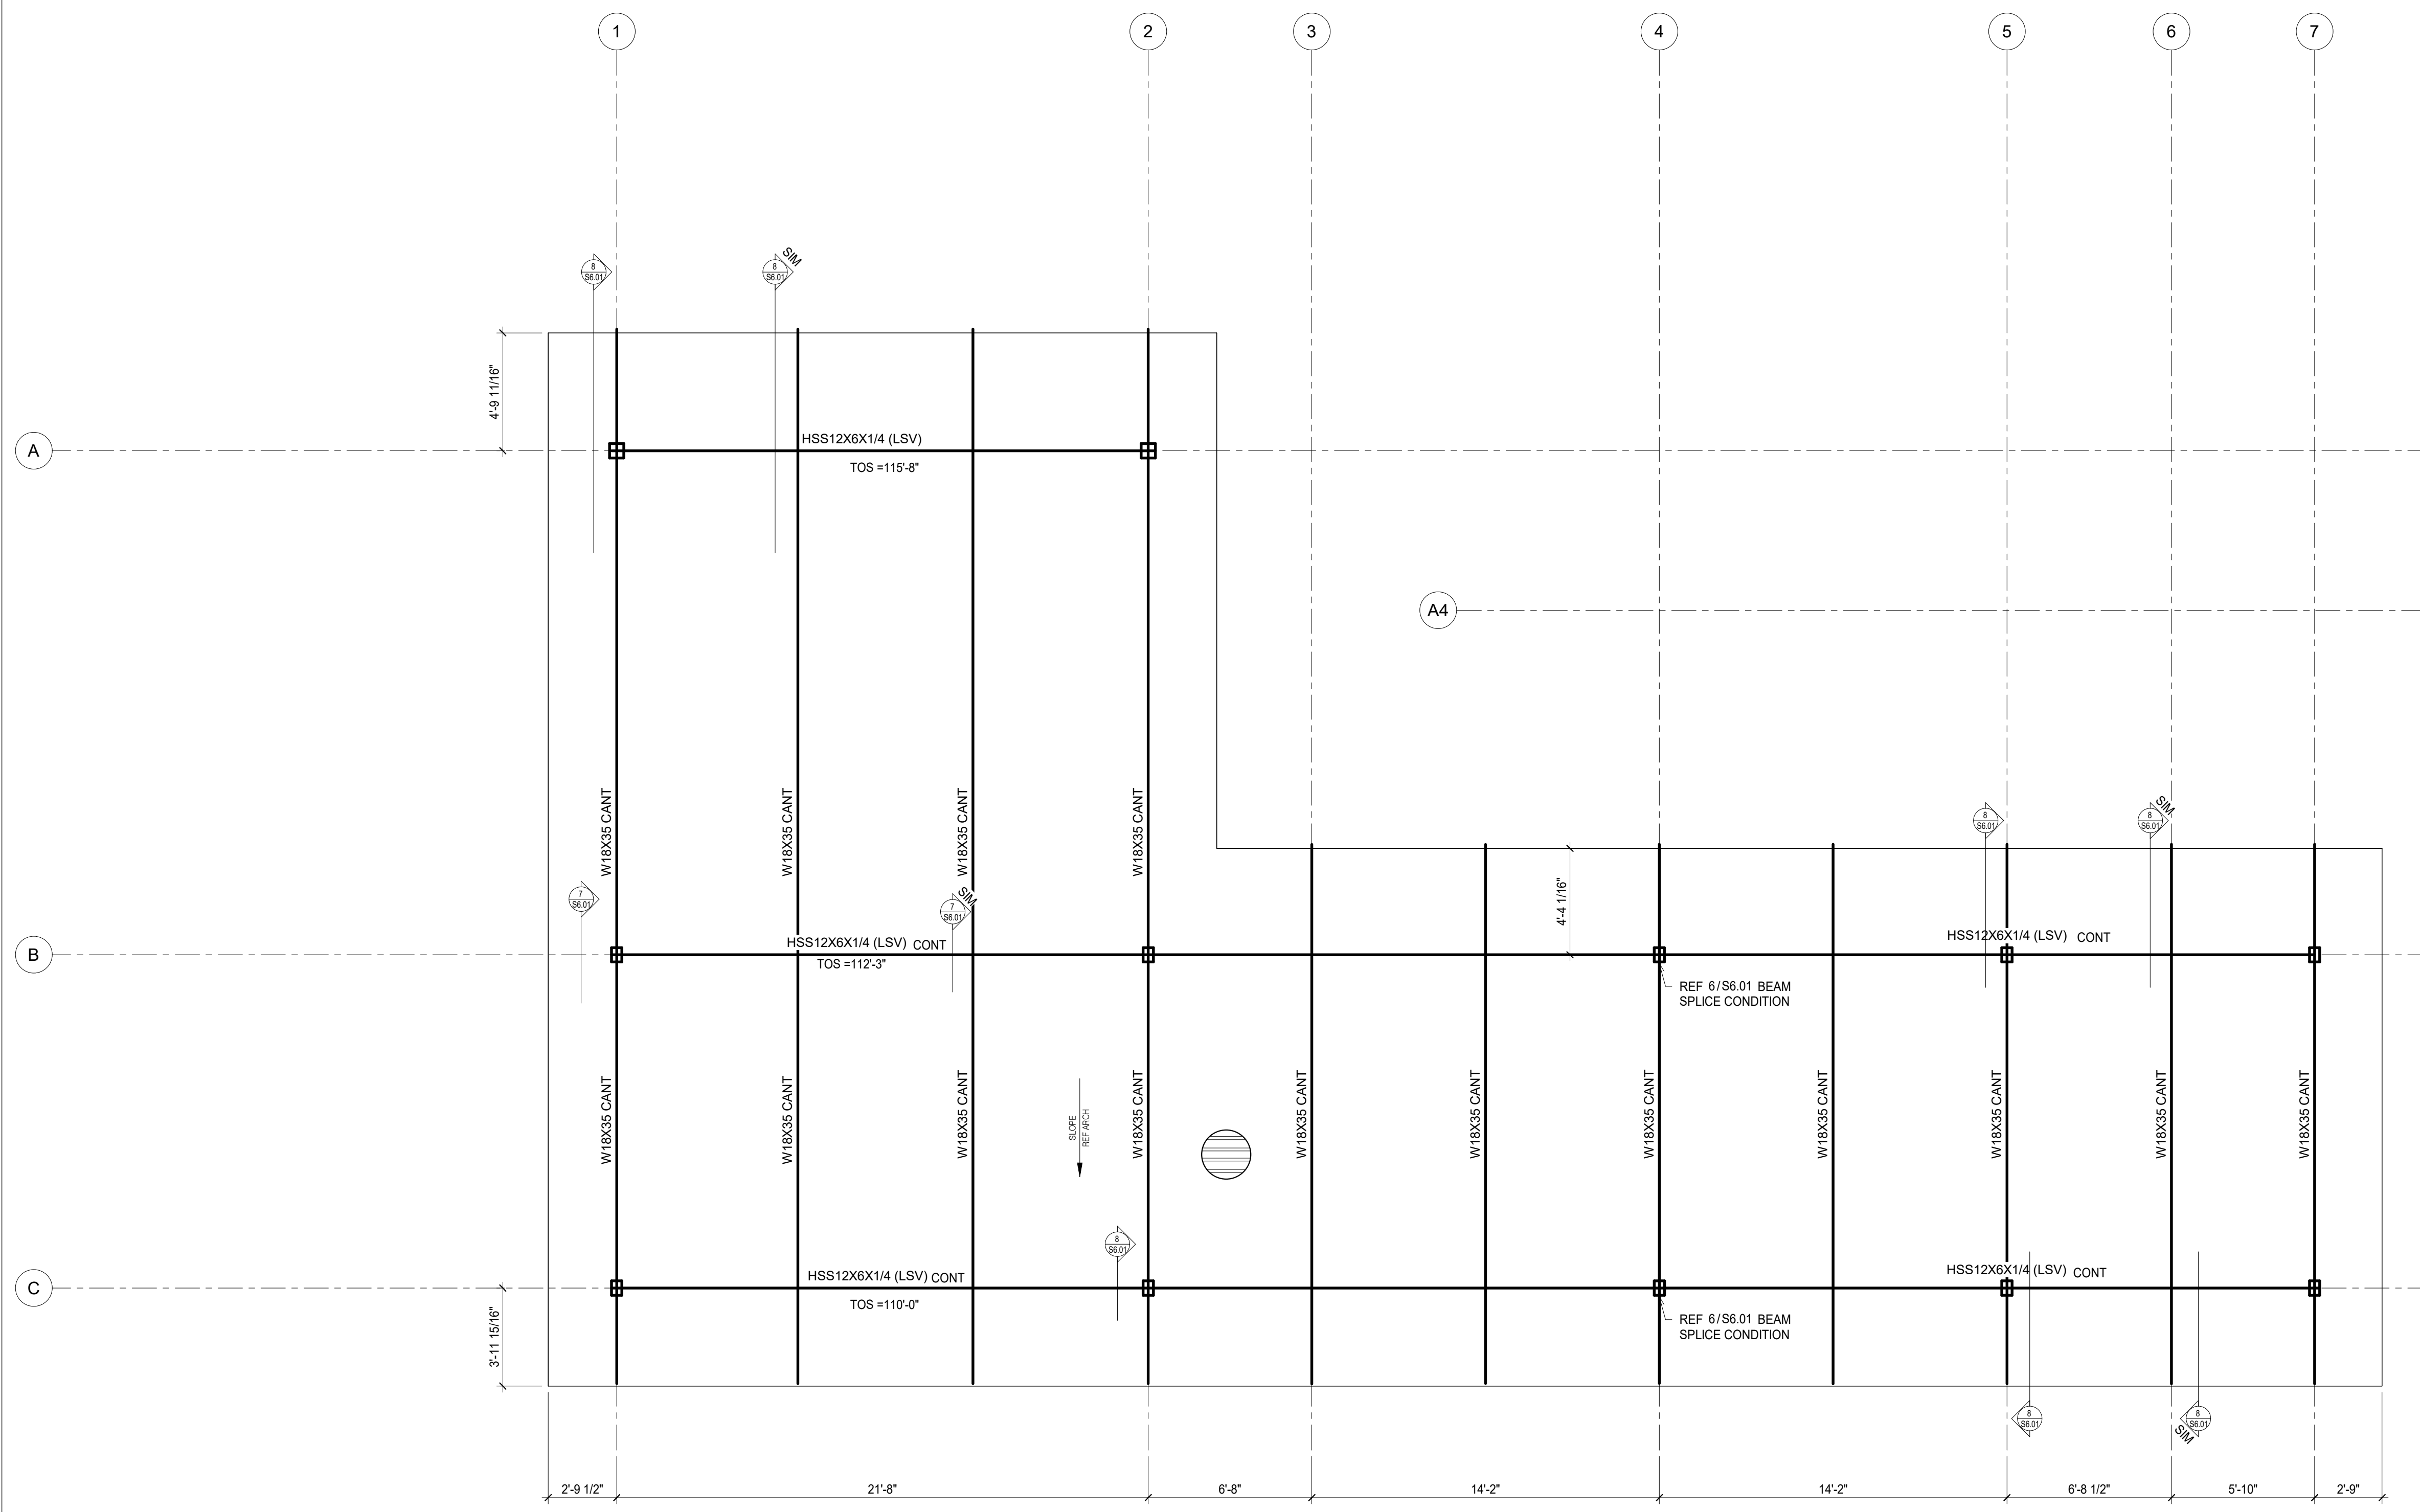 1 2 3 4 5 6 7
8
S6.01
8
S6.01
SIM
4'-9 11/16"
A
HSS12X6X1/4 (LSV)
TOS =115'-8"
A4
W18X35 CANT
W18X35 CANT
W18X35 CANT
W18X35 CANT
8
S6.01
8
S6.01
SIM
7
S6.01
7
S6.01
SIM
4'-4 1/16"
B
HSS12X6X1/4 (LSV) CONT
TOS =112'-3"
HSS12X6X1/4 (LSV) CONT
REF 6/S6.01 BEAM
SPLICE CONDITION
W18X35 CANT
W18X35 CANT
W18X35 CANT
SLOPE
REF ARCH
W18X35 CANT
W18X35 CANT
W18X35 CANT
W18X35 CANT
W18X35 CANT
W18X35 CANT
W18X35 CANT
W18X35 CANT
8
S6.01
C
HSS12X6X1/4 (LSV) CONT
TOS =110'-0"
HSS12X6X1/4 (LSV) CONT
REF 6/S6.01 BEAM
SPLICE CONDITION
3'-11 15/16"
8
S6.01
8
S6.01
SIM
2'-9 1/2" 21'-8" 6'-8" 14'-2" 14'-2" 6'-8 1/2" 5'-10" 2'-9"